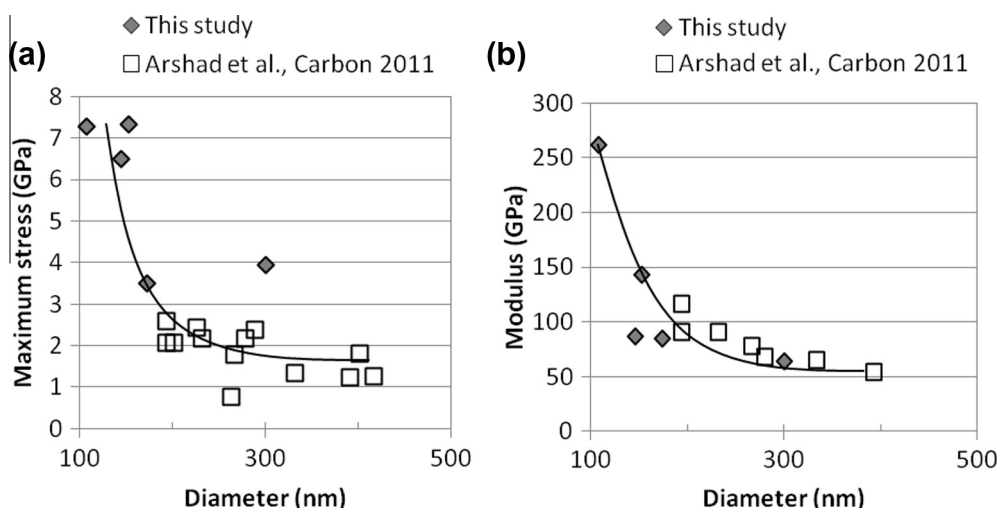 (a)
This study
Arshad et al., Carbon 2011
Maximum stress (GPa)
8
7
6
5
4
3
2
1
0
100
300
500
Diameter (nm)
(b)
This study
Arshad et al., Carbon 2011
Modulus (GPa)
300
250
200
150
100
50
0
100
300
500
Diameter (nm)